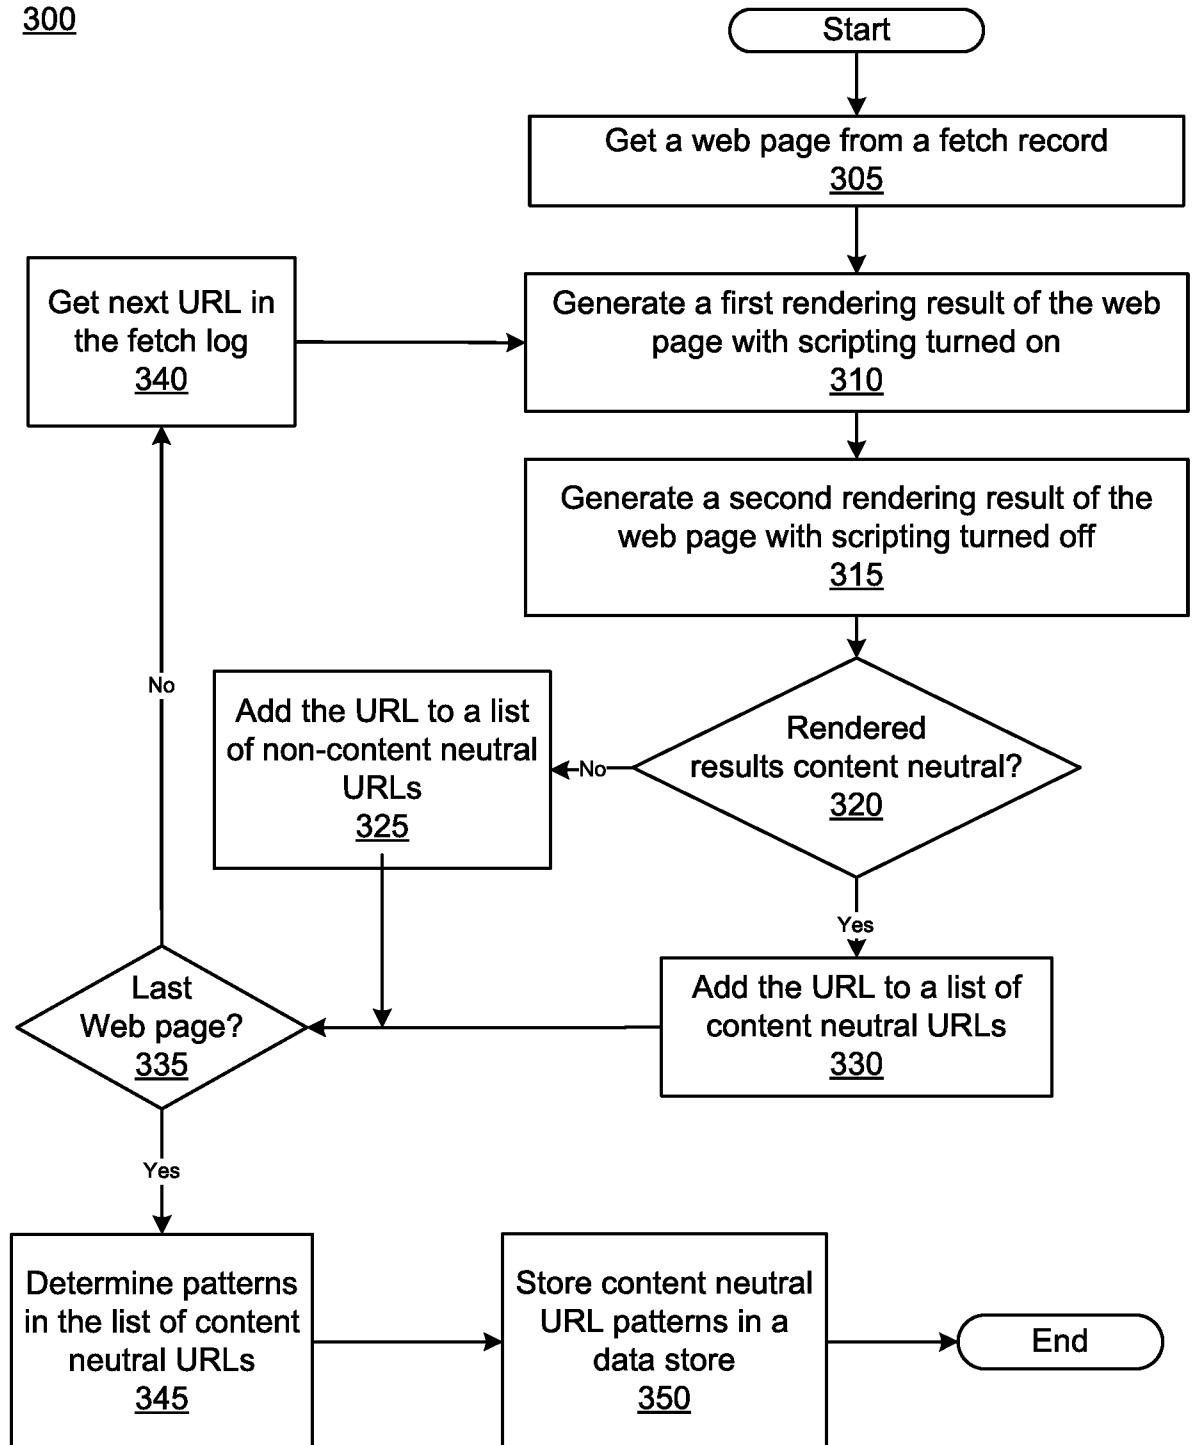 300
Start
Get a web page from a fetch record
305
Get next URL in
the fetch log
340
Generate a first rendering result of the web
page with scripting turned on
310
Generate a second rendering result of the
web page with scripting turned off
315
No
Add the URL to a list
of non-content neutral
URLs
325
No
Rendered
results content neutral?
320
Yes
Last
Web page?
335
Add the URL to a list of
content neutral URLs
330
Yes
Determine patterns
in the list of content
neutral URLs
345
Store content neutral
URL patterns in a
data store
350
End